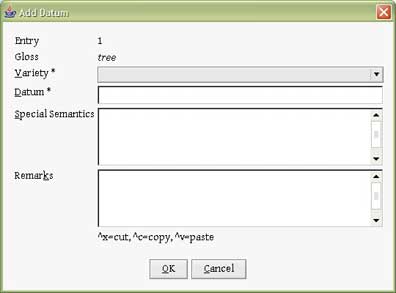 Add Datum
Entry 1
Gloss tree
Variety *
Datum *
Special Semantics
Remarks
^x=cut, ^c=copy, ^v=paste
OK Cancel